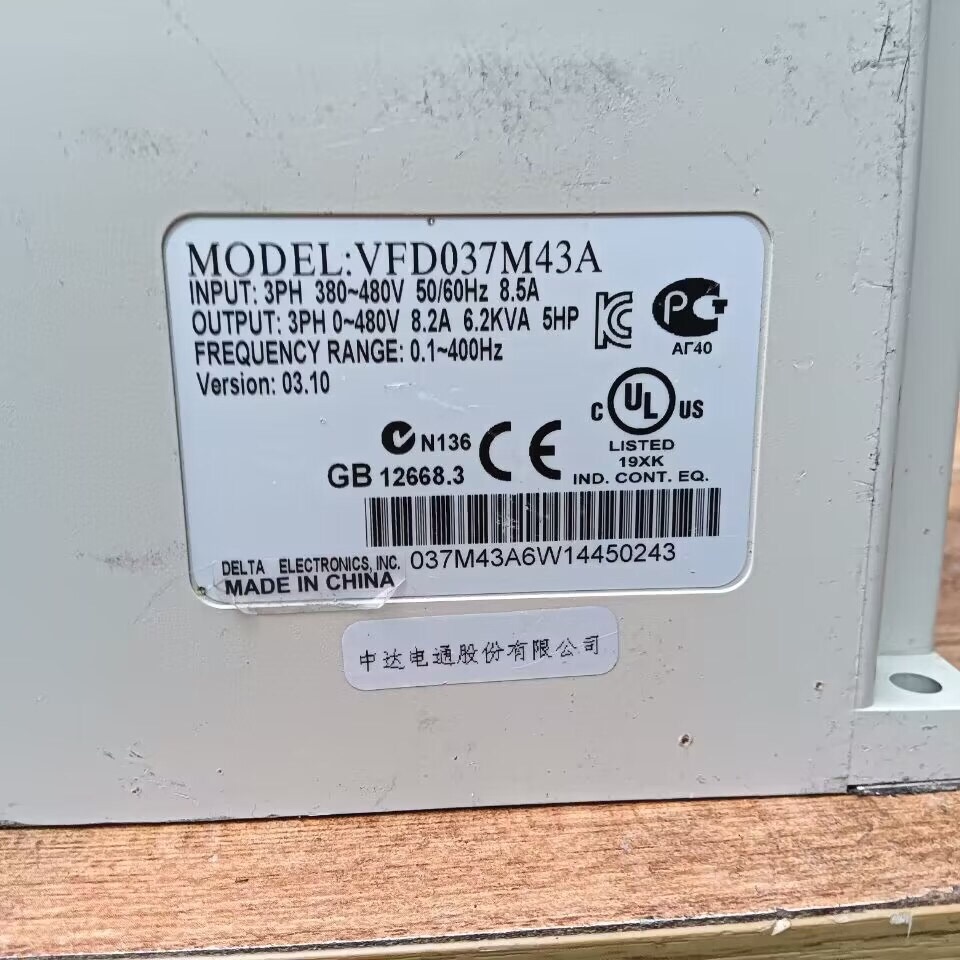 MODEL:VFD037M43A
INPUT: 3PH 380~480V 50/60Hz 8.5A
OUTPUT: 3PH 0~480V 8.2A 6.2KVA 5HP
FREQUENCY RANGE: 0.1~400Hz
Version: 03.10
KC
PCT
АГ40
C UL US
LISTED
19XK
IND. CONT. EQ.
N136
CE
GB 12668.3
DELTA ELECTRONICS, INC. 037M43A6W14450243
MADE IN CHINA
中达电通股份有限公司